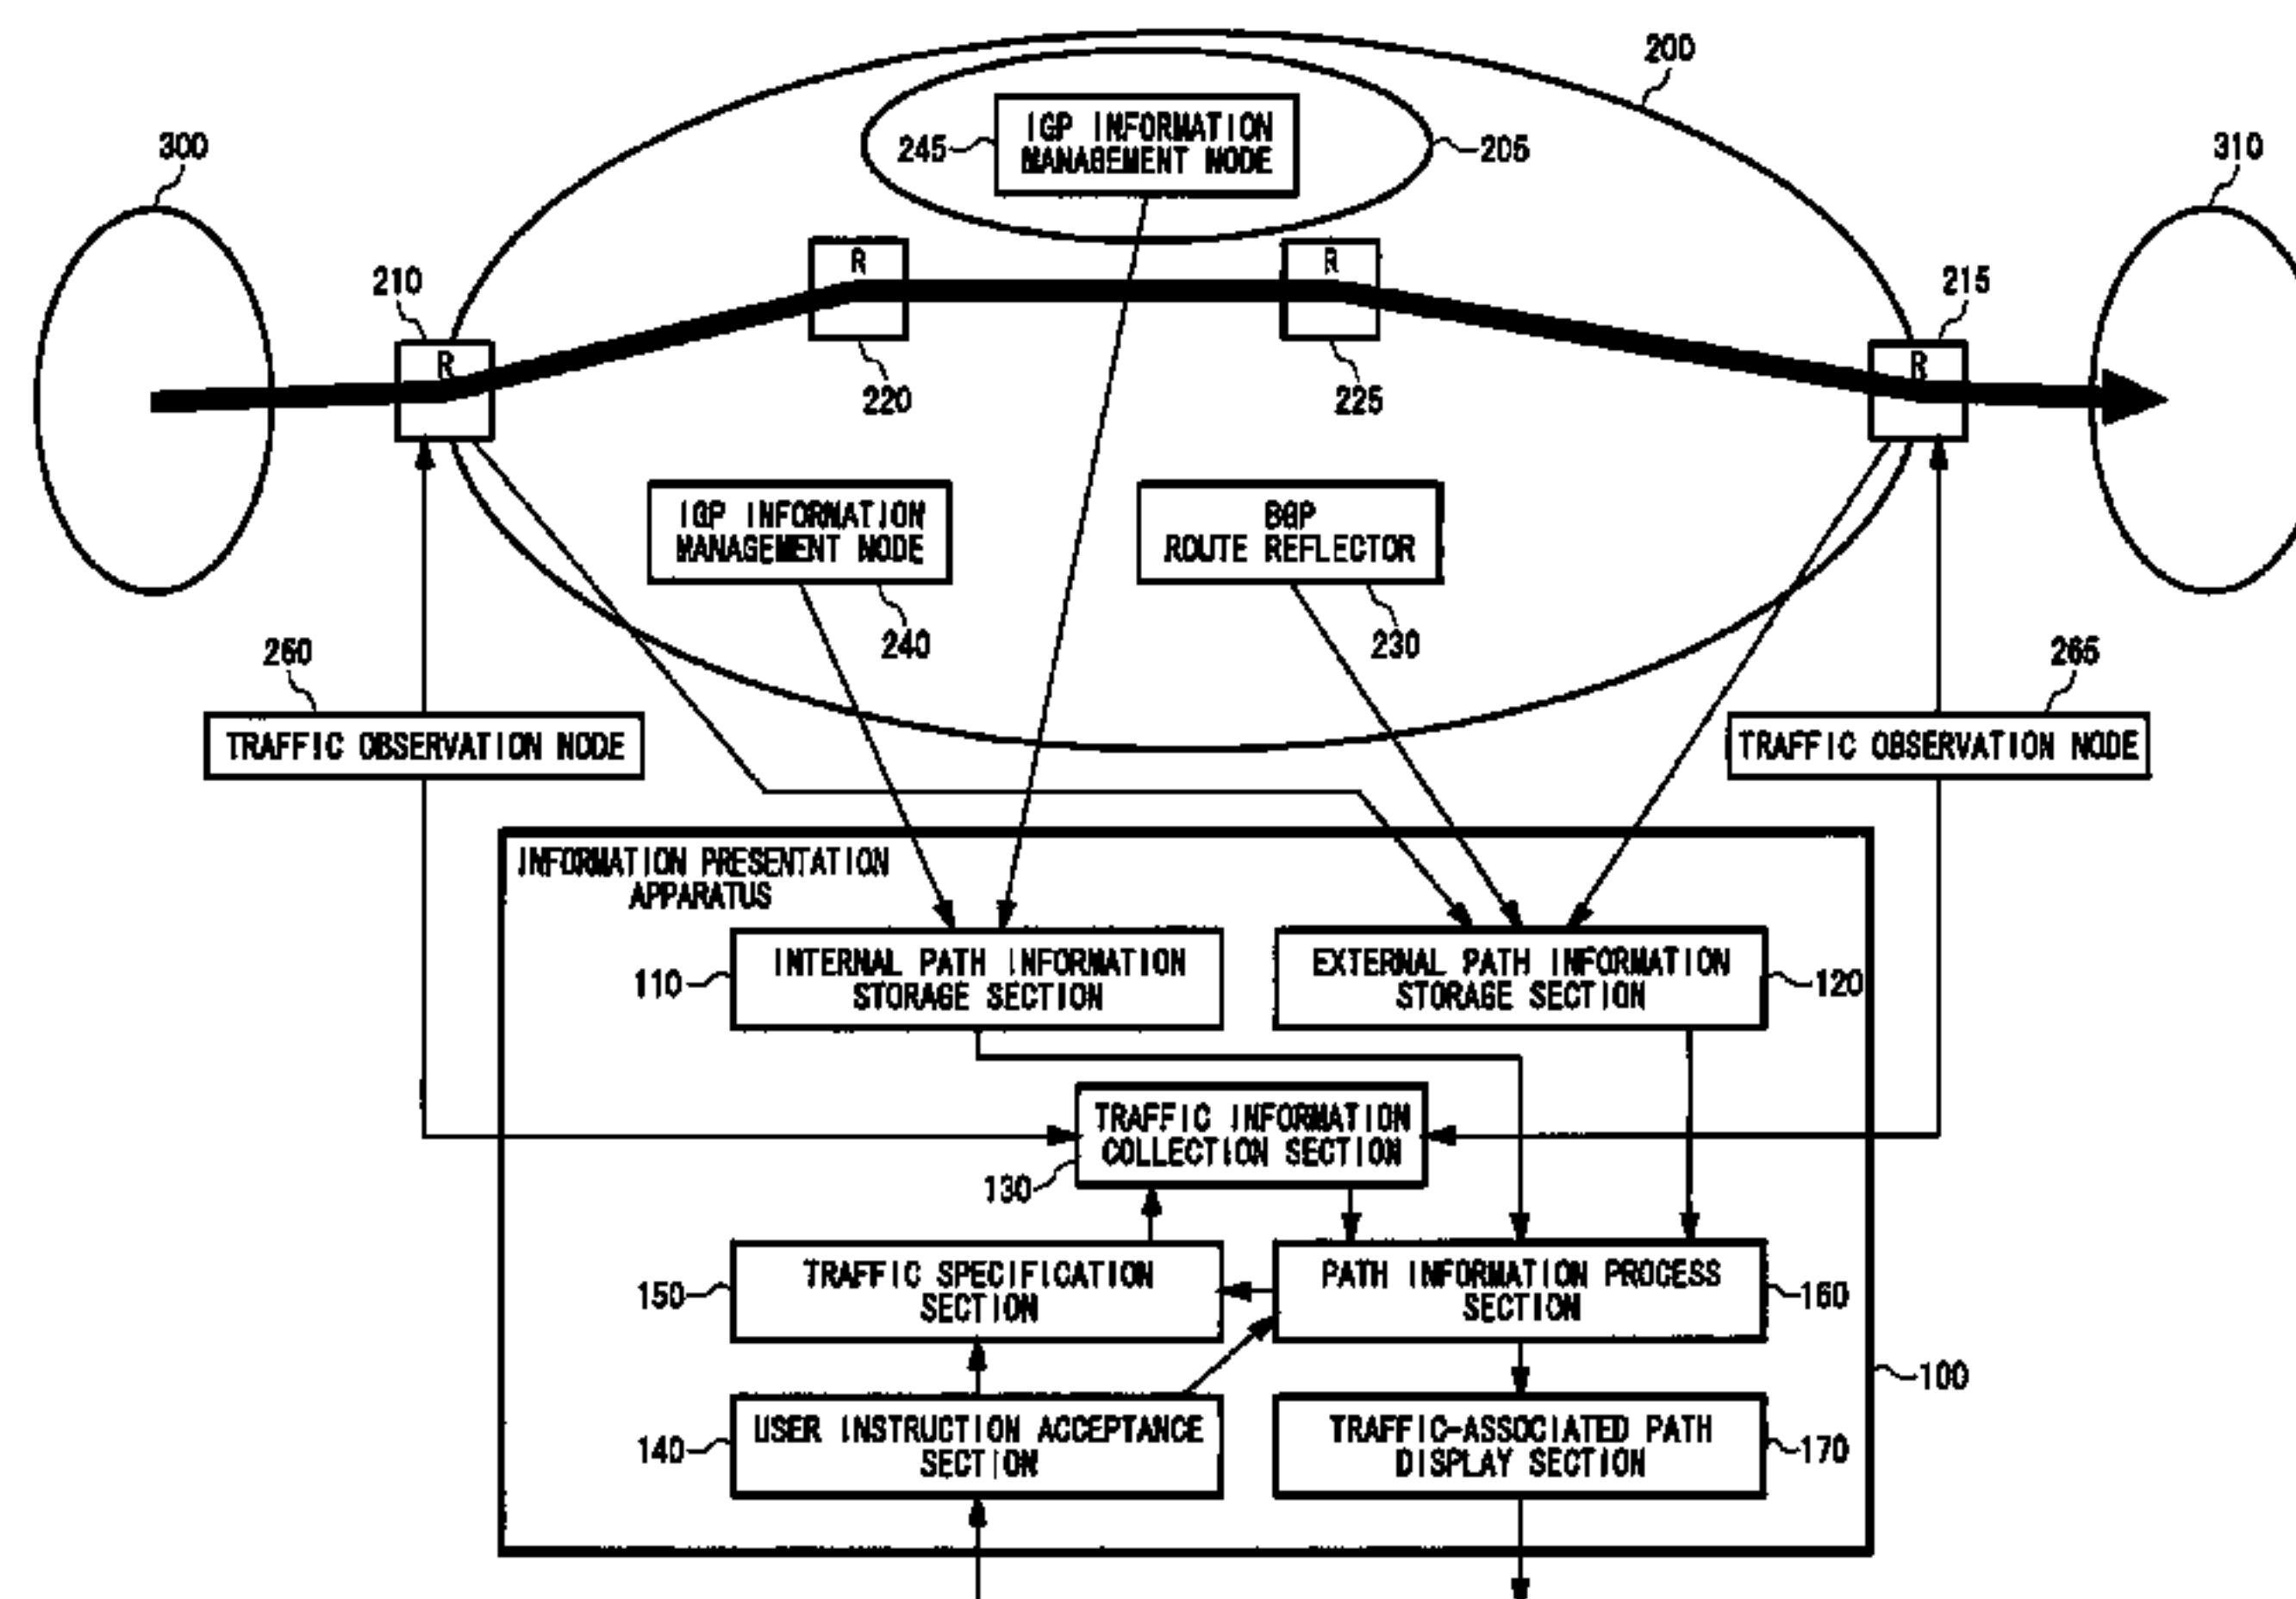 200
IGP INFORMATION
MANAGEMENT NODE
245
205
300
310
R
R
210
215
R
R
220
225
IGP INFORMATION
MANAGEMENT NODE
BGP
ROUTE REFLECTOR
240
230
260
265
TRAFFIC OBSERVATION NODE
TRAFFIC OBSERVATION NODE
INFORMATION PRESENTATION
APPARATUS
INTERNAL PATH INFORMATION
STORAGE SECTION
110
EXTERNAL PATH INFORMATION
STORAGE SECTION
120
TRAFFIC INFORMATION
COLLECTION SECTION
130
TRAFFIC SPECIFICATION
SECTION
150
PATH INFORMATION PROCESS
SECTION
160
100
USER INSTRUCTION ACCEPTANCE
SECTION
140
TRAFFIC-ASSOCIATED PATH
DISPLAY SECTION
170